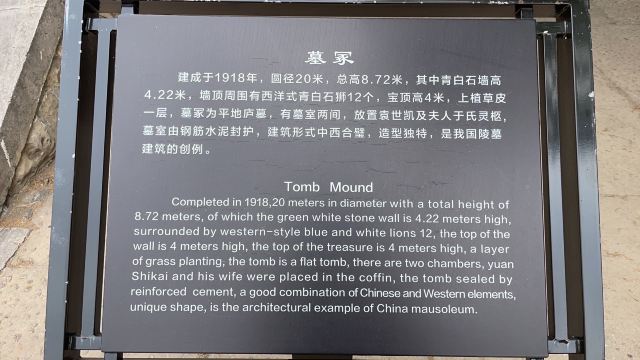 墓冢
建成于1918年，圆径20米，总高8.72米，其中青白石墙高
4.22米，墙顶周围有西洋式青白石狮12个，宝顶高4米，上植草皮
一层，墓冢为平地庐墓，有墓室两间，放置袁世凯及夫人于氏灵柩，
墓室由钢筋水泥封护，建筑形式中西合璧，造型独特，是我国陵墓
建筑的创例。
Tomb Mound
Completed in 1918,20 meters in diameter with a total height of
8.72 meters, of which the green white stone wall is 4.22 meters high,
surrounded by western-style blue and white lions 12, the top of the
wall is 4 meters high, the top of the treasure is 4 meters high, a layer
of grass planting, the tomb is a flat tomb, there are two chambers, yuan
Shikai and his wife were placed in the coffin, the tomb sealed by
reinforced cement, a good combination of Chinese and Western elements,
unique shape, is the architectural example of China mausoleum.